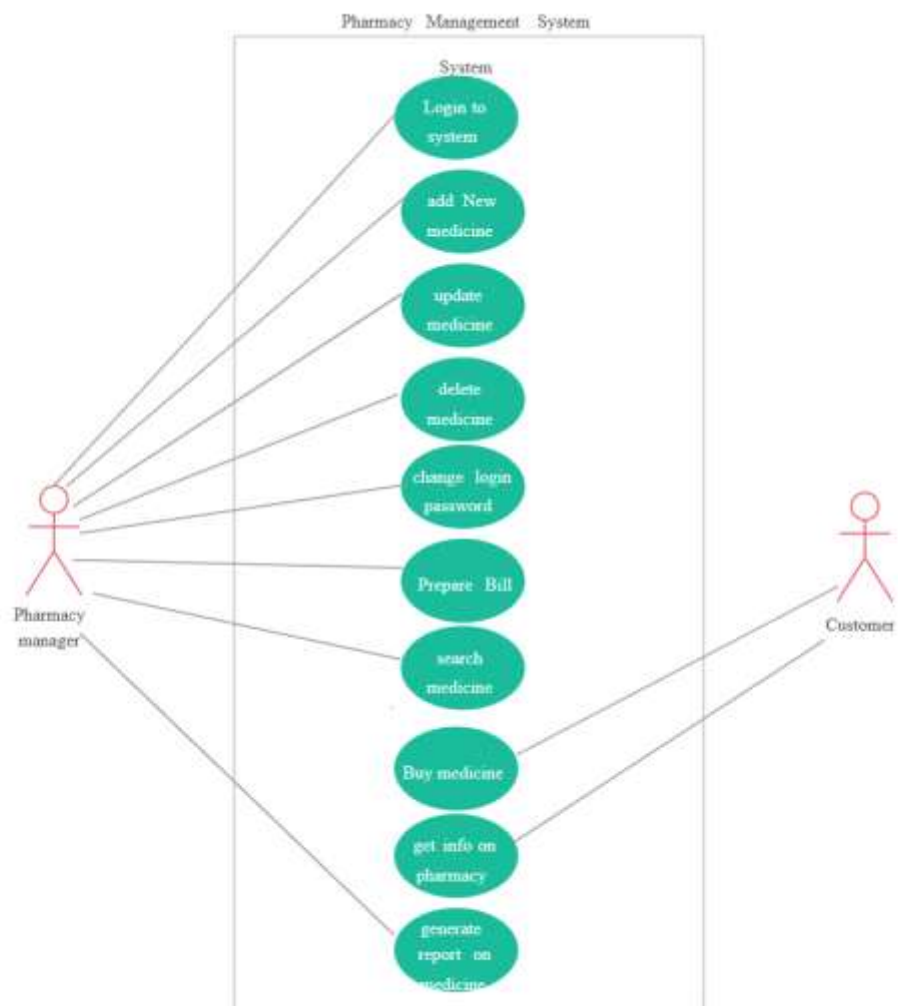 Pharmacy Management System
System
Login to
system
add New
medicine
update
medicine
delete
medicine
change login
password
Prepare Bill
search
medicine
Buy medicine
get info on
pharmacy
generate
report on
medicine
Pharmacy
manager
Customer